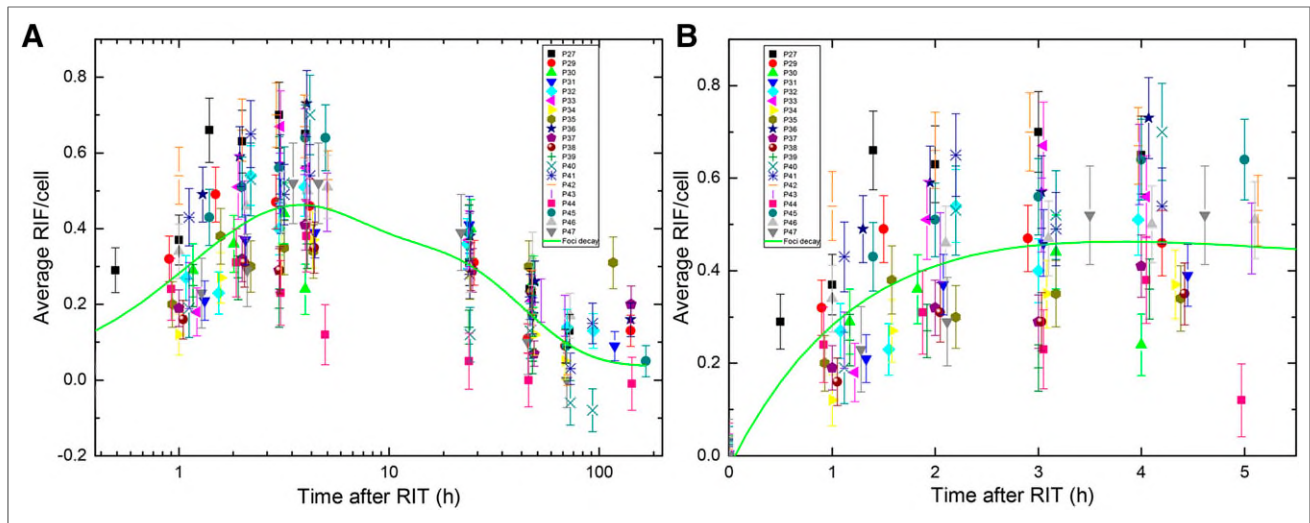 A
0.8
0.6
0.4
0.2
0.0
-0.2
Average RIF/cell
1
10
100
Time after RIT (h)
P27
P29
P30
P31
P32
P33
P34
P35
P36
P37
P38
P39
P40
P41
P42
P43
P44
P45
P46
P47
Foci decay
B
0.8
0.6
0.4
0.2
0.0
Average RIF/cell
0
1
2
3
4
5
Time after RIT (h)
P27
P29
P30
P31
P32
P33
P34
P35
P36
P37
P38
P39
P40
P41
P42
P43
P44
P45
P46
P47
Foci decay